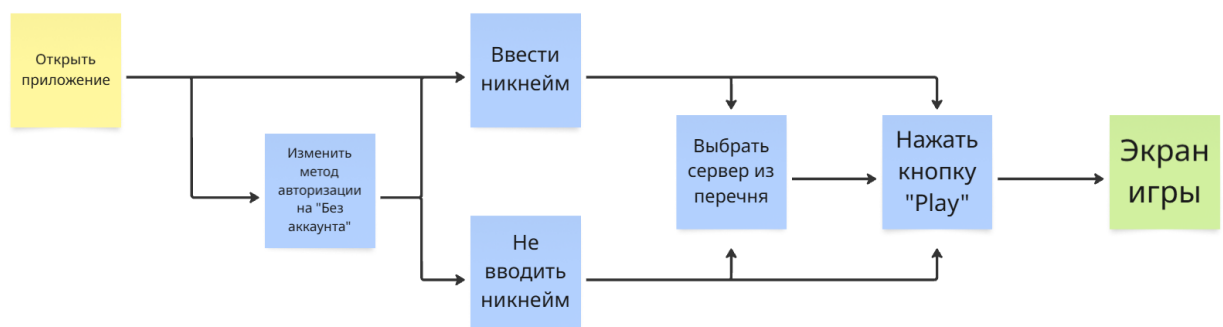 Открыть
приложение
Изменить
метод
авторизации
на "Без
аккаунта"
Ввести
никнейм
Не
вводить
никнейм
Выбрать
сервер из
перечня
Нажать
кнопку
"Play"
Экран
игры